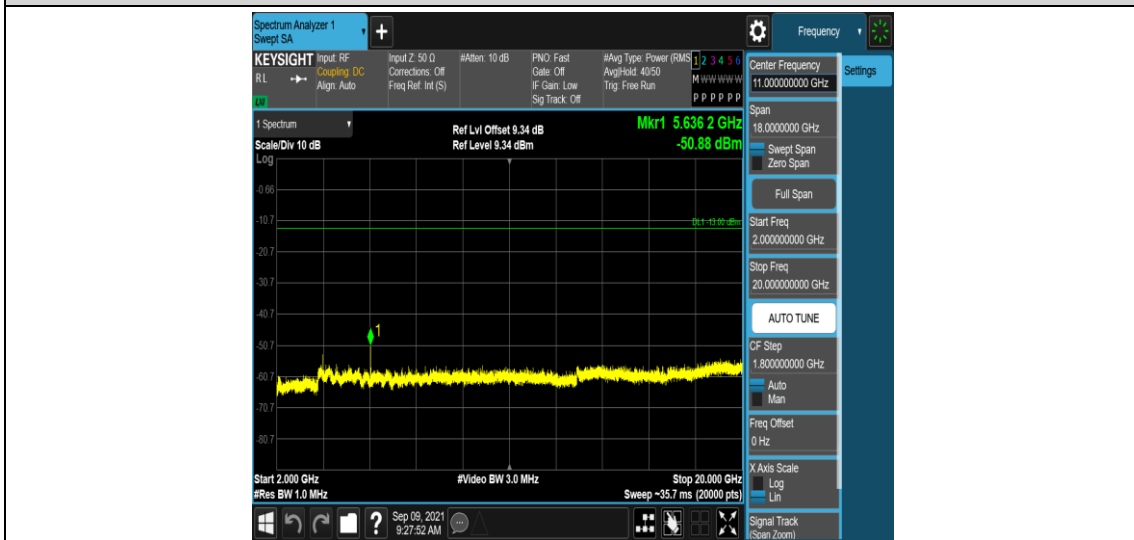 Spectrum Analyzer 1
Swept SA
+
Frequency
KEYSIGHT Input: RF
RL
Coupling: DC
Align: Auto
LXI
Input Z: 50 Ω
Corrections: Off
Freq Ref: Int (S)
#Atten: 10 dB
PNO: Fast
Gate: Off
IF Gain: Low
Sig Track: Off
#Avg Type: Power (RMS
Avg|Hold: 40/50
Trig: Free Run
1 2 3 4 5 6
M W W W W W
P P P P P P
1 Spectrum
Scale/Div 10 dB
Log
Ref Lvl Offset 9.34 dB
Ref Level 9.34 dBm
Mkr1 5.636 2 GHz
-50.88 dBm
-0.66
-10.7
DL1 -13.00 dBm
-20.7
-30.7
-40.7
1
-50.7
-60.7
-70.7
-80.7
Start 2.000 GHz
#Res BW 1.0 MHz
#Video BW 3.0 MHz
Stop 20.000 GHz
Sweep ~35.7 ms (20000 pts)
?
Sep 09, 2021
9:27:52 AM
Center Frequency
11.000000000 GHz
Settings
Span
18.0000000 GHz
Swept Span
Zero Span
Full Span
Start Freq
2.000000000 GHz
Stop Freq
20.000000000 GHz
AUTO TUNE
CF Step
1.800000000 GHz
Auto
Man
Freq Offset
0 Hz
X Axis Scale
Log
Lin
Signal Track
(Span Zoom)